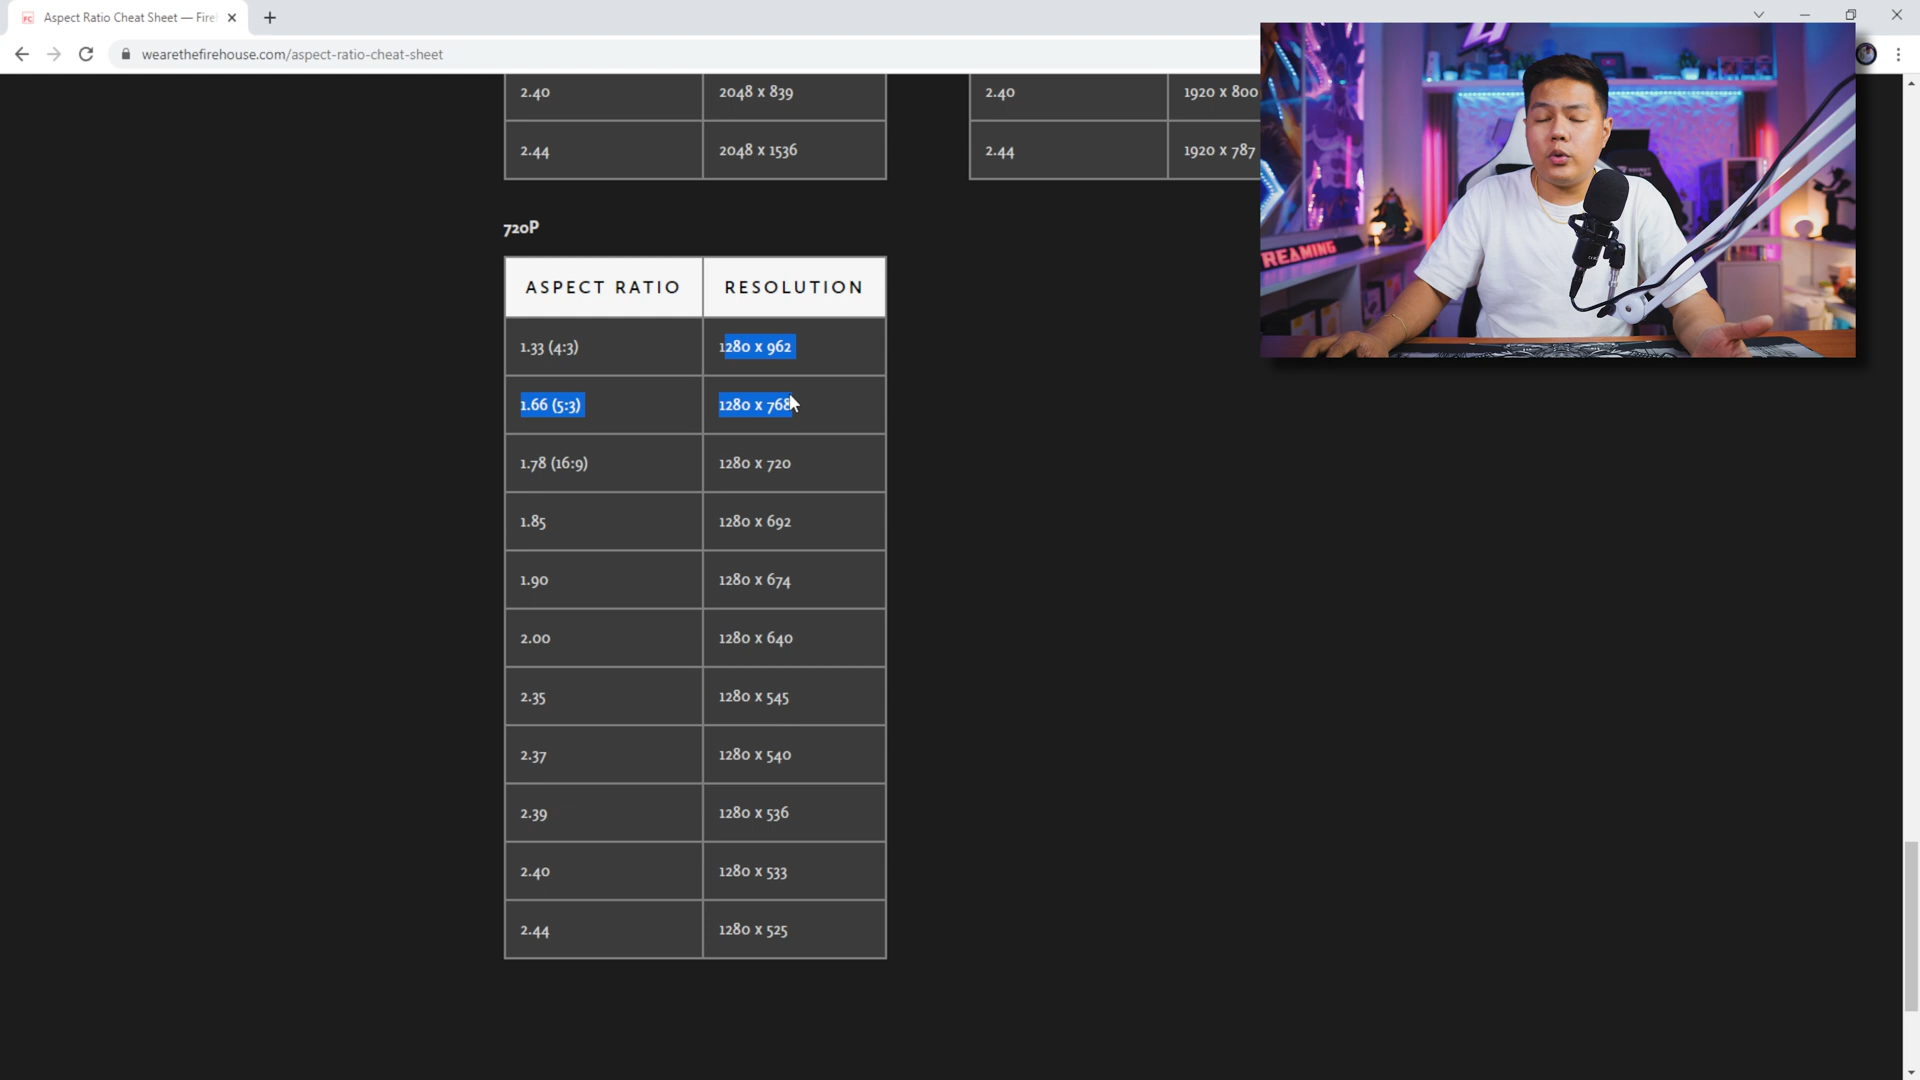 Aspect Ratio Cheat Sheet — Fire
wearethefirehouse.com/aspect-ratio-cheat-sheet
2.40 2048 x 839
2.44 2048 x 1536
2.40 1920 x 800
2.44 1920 x 787
720P
ASPECT RATIO RESOLUTION
1.33 (4:3) 1280 x 962
1.66 (5:3) 1280 x 768
1.78 (16:9) 1280 x 720
1.85 1280 x 692
1.90 1280 x 674
2.00 1280 x 640
2.35 1280 x 545
2.37 1280 x 540
2.39 1280 x 536
2.40 1280 x 533
2.44 1280 x 525
REAMING